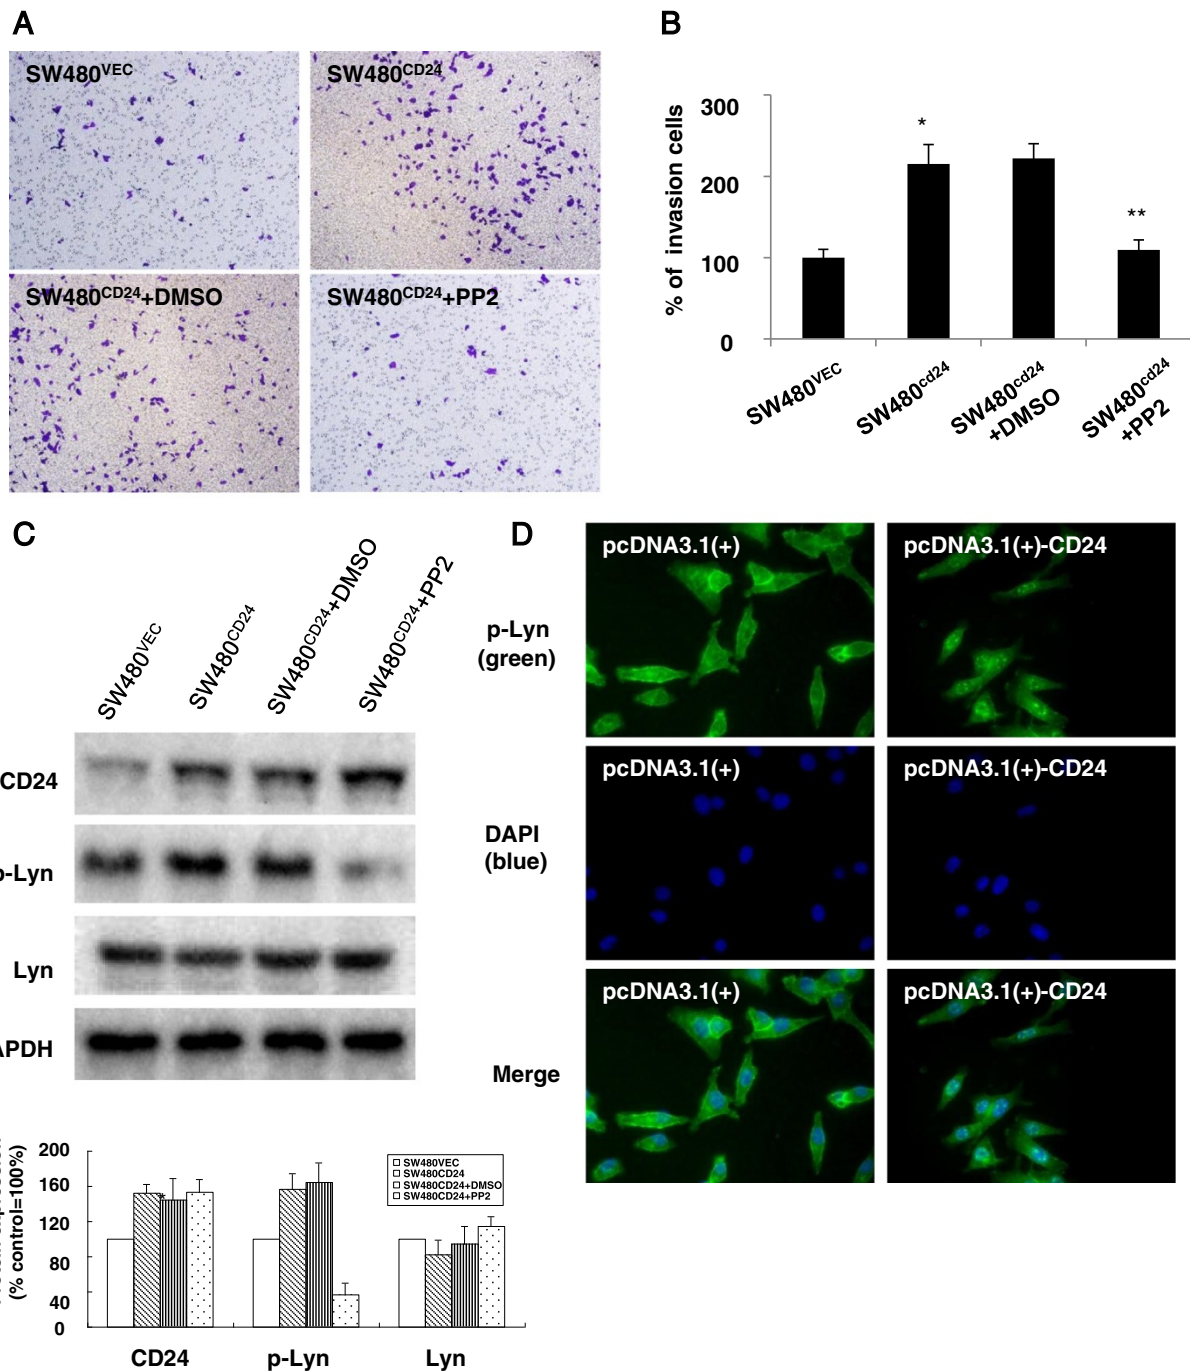 A
SW480VEC
SW480CD24
SW480CD24+DMSO
SW480CD24+PP2
B
% of invasion cells
300
200
100
0
*
**
SW480VEC
SW480cd24
SW480cd24
+DMSO
SW480cd24
+PP2
C
SW480VEC
SW480CD24
SW480CD24+DMSO
SW480CD24+PP2
CD24
p-Lyn
Lyn
APDH
(% control=100%)
200
160
120
80
40
0
*
SW480VEC
SW480CD24
SW480CD24+DMSO
SW480CD24+PP2
CD24
p-Lyn
Lyn
D
p-Lyn
(green)
pcDNA3.1(+)
pcDNA3.1(+)-CD24
DAPI
(blue)
pcDNA3.1(+)
pcDNA3.1(+)-CD24
Merge
pcDNA3.1(+)
pcDNA3.1(+)-CD24